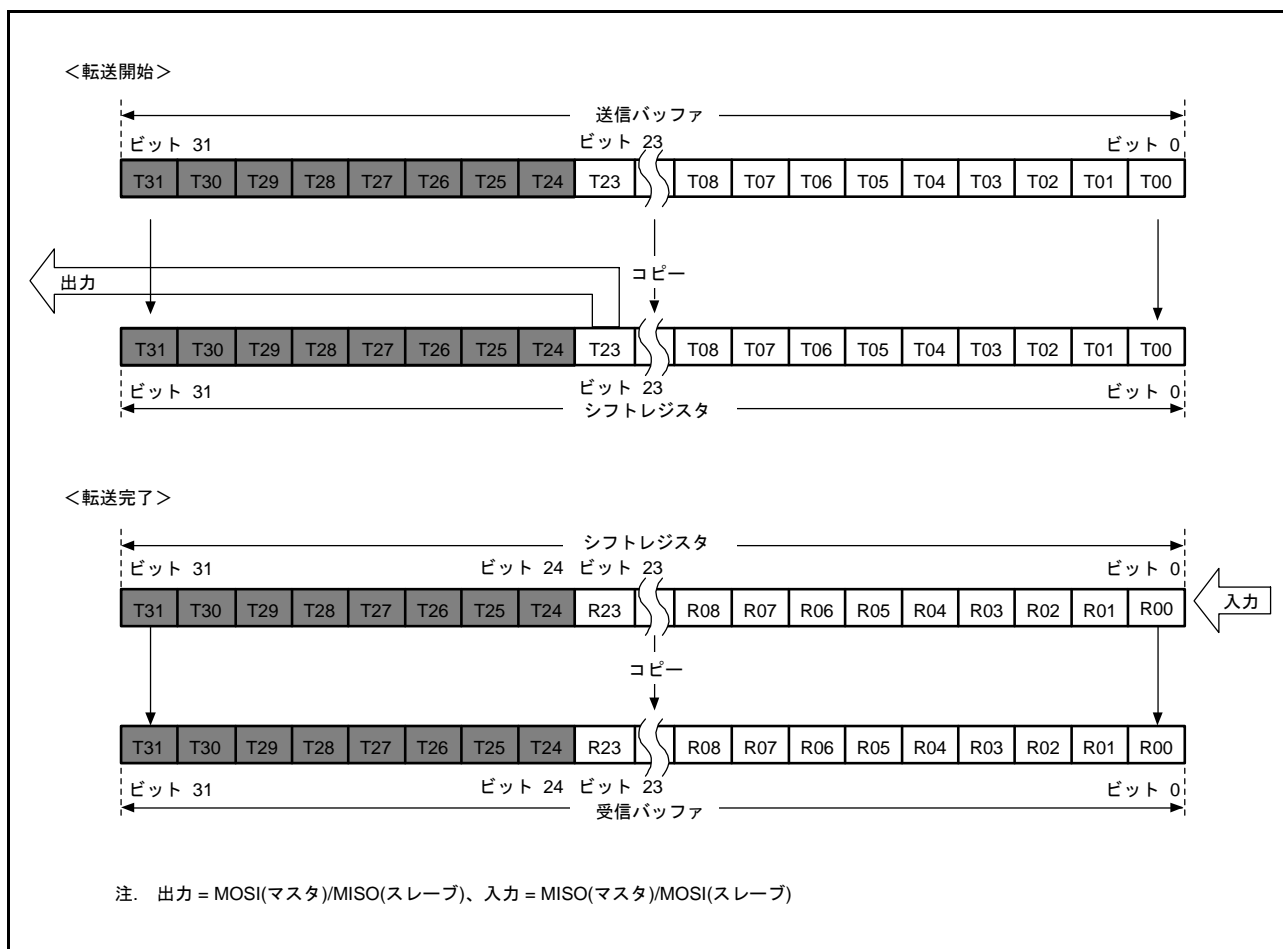 <転送開始>
送信バッファ
ビット 31 ビット 23 ビット 0
T31 T30 T29 T28 T27 T26 T25 T24 T23 T08 T07 T06 T05 T04 T03 T02 T01 T00
出力 コピー
T31 T30 T29 T28 T27 T26 T25 T24 T23 T08 T07 T06 T05 T04 T03 T02 T01 T00
ビット 31 ビット 23 ビット 0
シフトレジスタ
<転送完了>
シフトレジスタ
ビット 31 ビット 24 ビット 23 ビット 0
T31 T30 T29 T28 T27 T26 T25 T24 R23 R08 R07 R06 R05 R04 R03 R02 R01 R00 入力
コピー
T31 T30 T29 T28 T27 T26 T25 T24 R23 R08 R07 R06 R05 R04 R03 R02 R01 R00
ビット 31 ビット 24 ビット 23 ビット 0
受信バッファ
注. 出力 = MOSI(マスタ)/MISO(スレーブ)、入力 = MISO(マスタ)/MOSI(スレーブ)